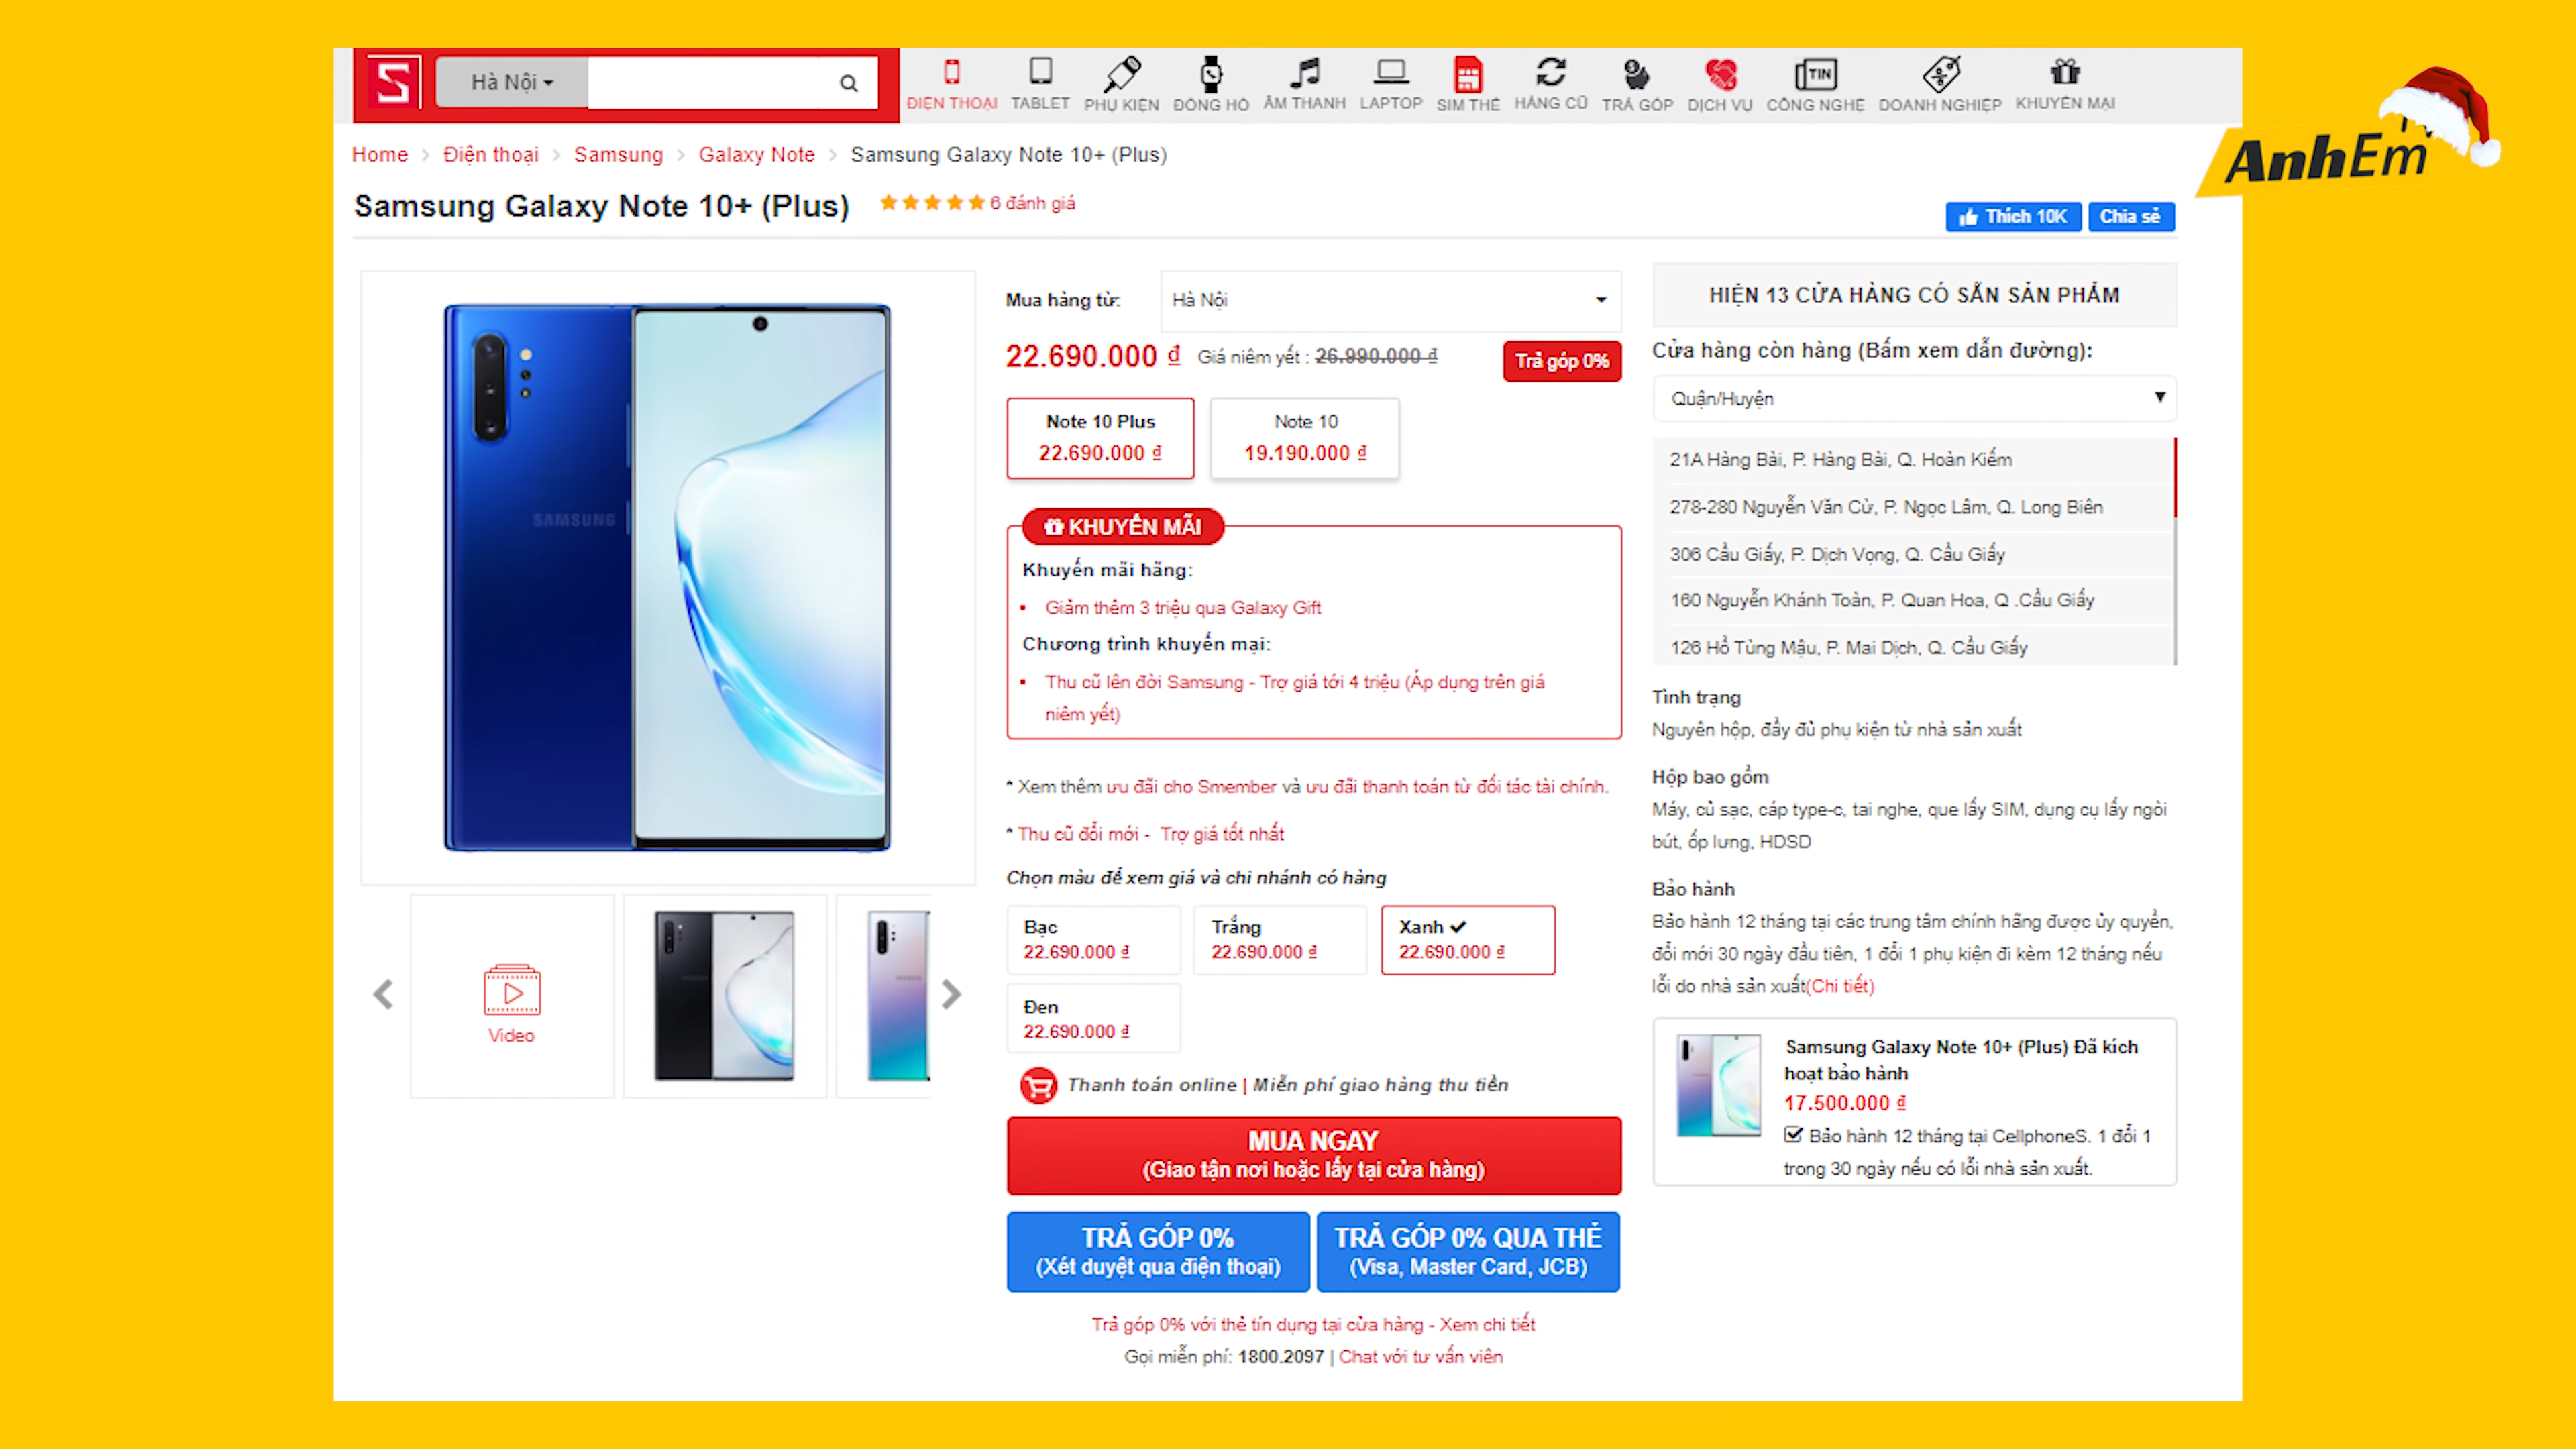 Hà Nội
ĐIỆN THOẠI
TABLET
PHỤ KIỆN
ĐỒNG HỒ
ÂM THANH
LAPTOP
SIM THẺ
HÀNG CŨ
TRẢ GÓP
DỊCH VỤ
TIN
CÔNG NGHỆ
DOANH NGHIỆP
KHUYẾN MẠI
AnhEm
TV
Home > Điện thoại > Samsung > Galaxy Note > Samsung Galaxy Note 10+ (Plus)
Samsung Galaxy Note 10+ (Plus)
6 đánh giá
Thích 10K
Chia sẻ
SAMSUNG
Video
Mua hàng từ:
Hà Nội
22.690.000 ₫
Giá niêm yết : 26.990.000 ₫
Trả góp 0%
Note 10 Plus
22.690.000 ₫
Note 10
19.190.000 ₫
KHUYẾN MÃI
Khuyến mãi hãng:
Giảm thêm 3 triệu qua Galaxy Gift
Chương trình khuyến mại:
Thu cũ lên đời Samsung - Trợ giá tới 4 triệu (Áp dụng trên giá
niêm yết)
* Xem thêm ưu đãi cho Smember và ưu đãi thanh toán từ đối tác tài chính.
* Thu cũ đổi mới - Trợ giá tốt nhất
Chọn màu để xem giá và chi nhánh có hàng
Bạc
22.690.000 ₫
Trắng
22.690.000 ₫
Xanh
22.690.000 ₫
Đen
22.690.000 ₫
Thanh toán online | Miễn phí giao hàng thu tiền
MUA NGAY
(Giao tận nơi hoặc lấy tại cửa hàng)
TRẢ GÓP 0%
(Xét duyệt qua điện thoại)
TRẢ GÓP 0% QUA THẺ
(Visa, Master Card, JCB)
Trả góp 0% với thẻ tín dụng tại cửa hàng - Xem chi tiết
Gọi miễn phí: 1800.2097 | Chat với tư vấn viên
HIỆN 13 CỬA HÀNG CÓ SẴN SẢN PHẨM
Cửa hàng còn hàng (Bấm xem dẫn đường):
Quận/Huyện
21A Hàng Bài, P. Hàng Bài, Q. Hoàn Kiếm
278-280 Nguyễn Văn Cừ, P. Ngọc Lâm, Q. Long Biên
306 Cầu Giấy, P. Dịch Vọng, Q. Cầu Giấy
160 Nguyễn Khánh Toàn, P. Quan Hoa, Q .Cầu Giấy
126 Hồ Tùng Mậu, P. Mai Dịch, Q. Cầu Giấy
Tình trạng
Nguyên hộp, đầy đủ phụ kiện từ nhà sản xuất
Hộp bao gồm
Máy, củ sạc, cáp type-c, tai nghe, que lấy SIM, dụng cụ lấy ngòi
bút, ốp lưng, HDSD
Bảo hành
Bảo hành 12 tháng tại các trung tâm chính hãng được ủy quyền,
đổi mới 30 ngày đầu tiên, 1 đổi 1 phụ kiện đi kèm 12 tháng nếu
lỗi do nhà sản xuất(Chi tiết)
Samsung Galaxy Note 10+ (Plus) Đã kích
hoạt bảo hành
17.500.000 ₫
Bảo hành 12 tháng tại CellphoneS. 1 đổi 1
trong 30 ngày nếu có lỗi nhà sản xuất.